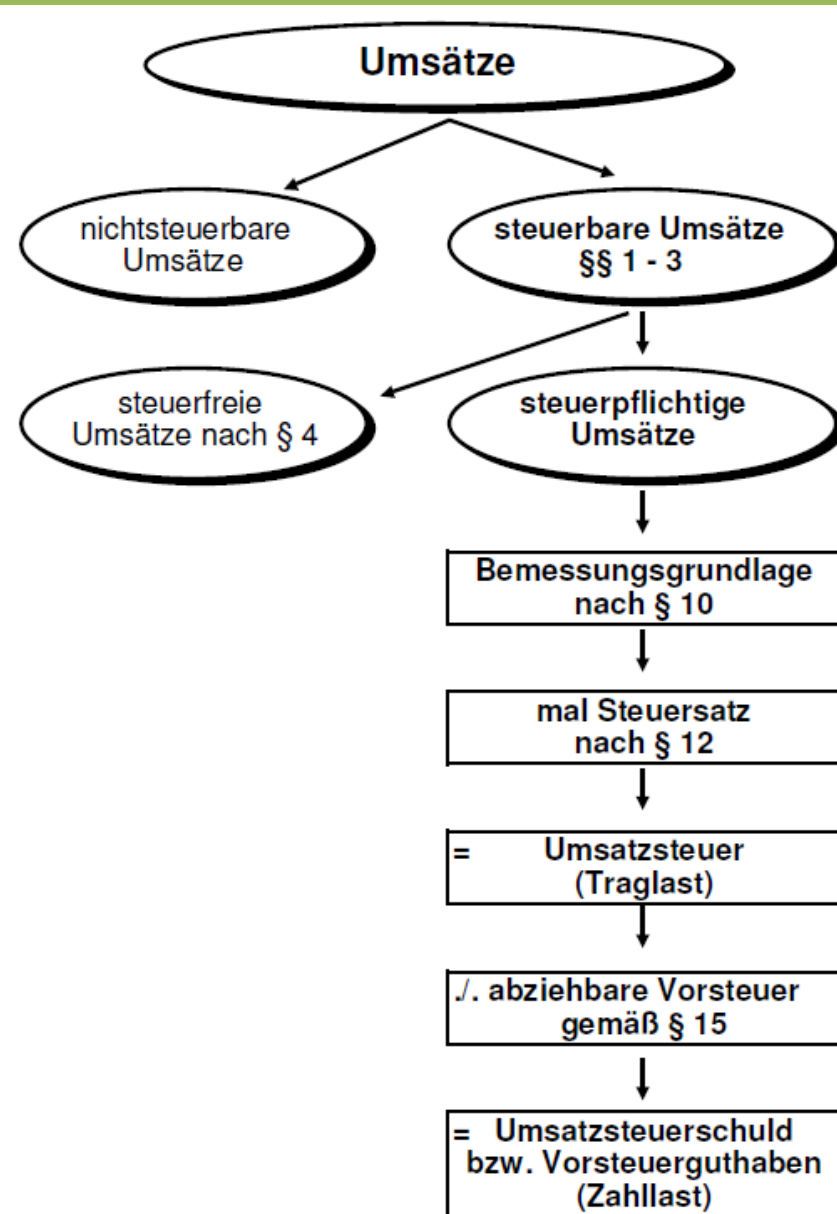 Umsätze
nichtsteuerbare
Umsätze
steuerbare Umsätze
§§ 1 - 3
steuerfreie
Umsätze nach § 4
steuerpflichtige
Umsätze
Bemessungsgrundlage
nach § 10
mal Steuersatz
nach § 12
= Umsatzsteuer
(Traglast)
./. abziehbare Vorsteuer
gemäß § 15
= Umsatzsteuerschuld
bzw. Vorsteuerguthaben
(Zahllast)